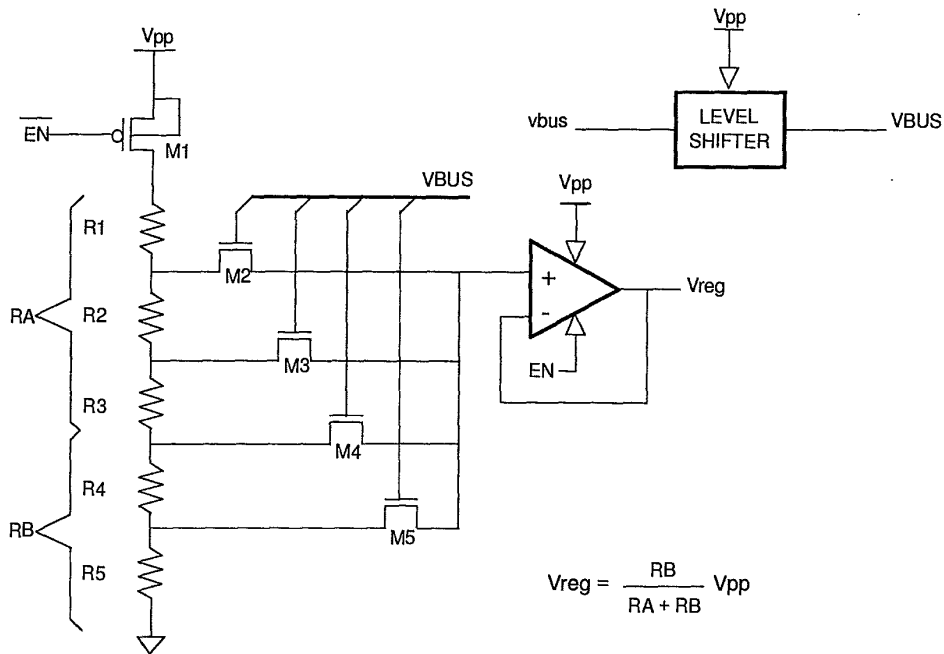 Vpp
EN
M1
R1
R2
R3
R4
R5
RA
RB
VBUS
M2
M3
M4
M5
Vpp
+
-
EN
Vreg
Vpp
vbus
LEVEL
SHIFTER
VBUS
Vreg = RB / RA + RB Vpp